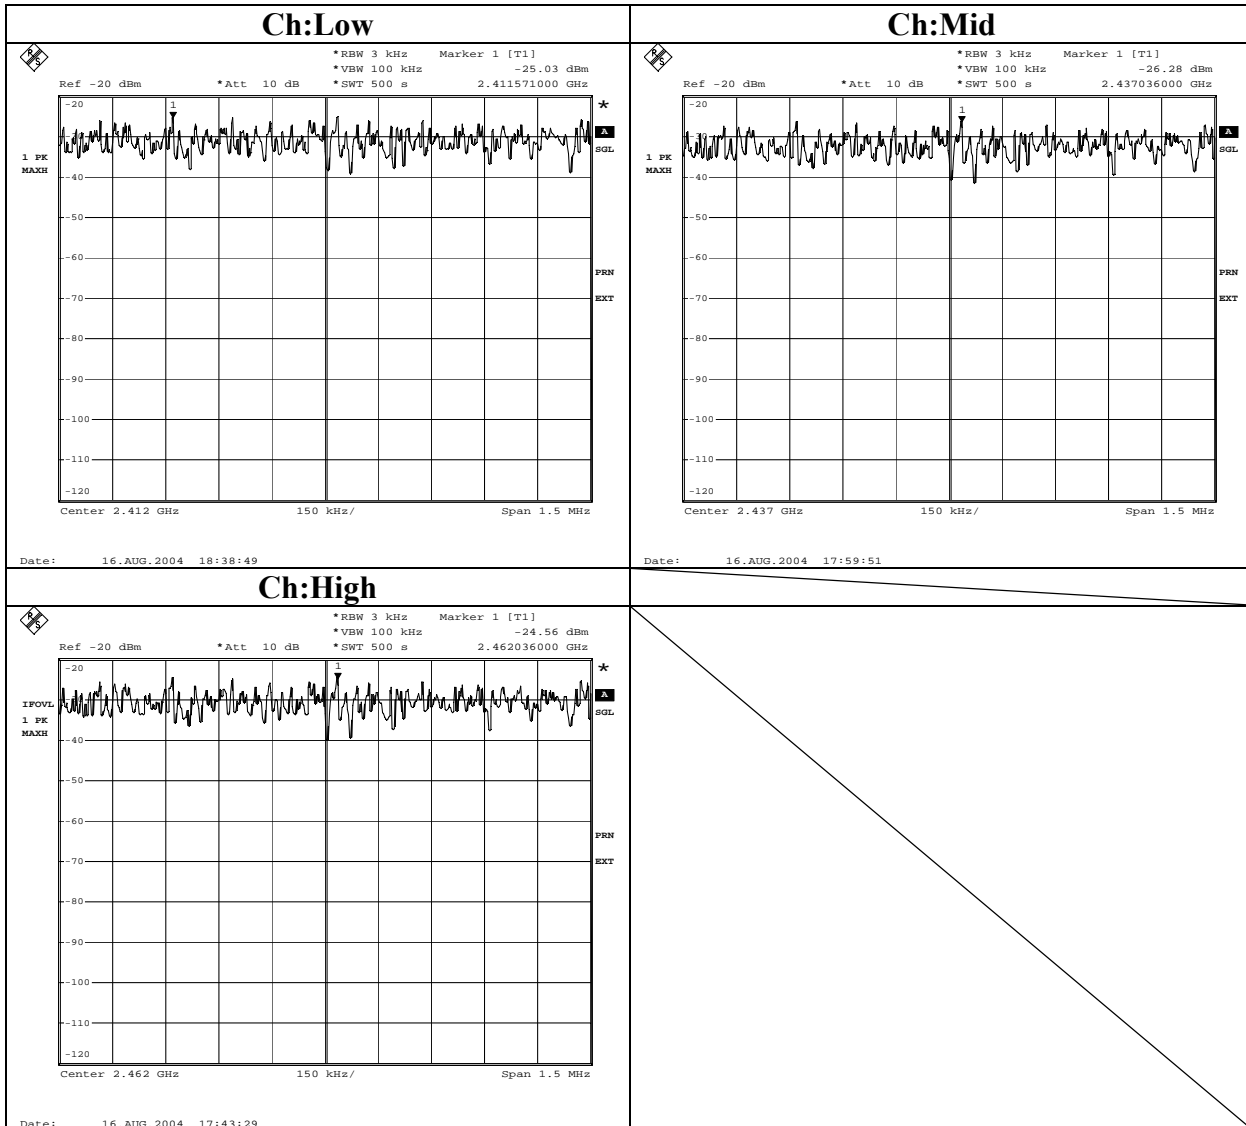 Ch:Low
R/S
*RBW 3 kHz Marker 1 [T1]
*VBW 100 kHz -25.03 dBm
Ref -20 dBm *Att 10 dB *SWT 500 s 2.411571000 GHz
-20
1
*
A
SGL
1 PK
MAXH
-40
-50
-60
PRN
-70
EXT
-80
-90
-100
-110
-120
Center 2.412 GHz 150 kHz/ Span 1.5 MHz
Date: 16.AUG.2004 18:38:49
Ch:Mid
R/S
*RBW 3 kHz Marker 1 [T1]
*VBW 100 kHz -26.28 dBm
Ref -20 dBm *Att 10 dB *SWT 500 s 2.437036000 GHz
-20
1
-30
A
SGL
1 PK
MAXH
-40
-50
-60
PRN
-70
EXT
-80
-90
-100
-110
-120
Center 2.437 GHz 150 kHz/ Span 1.5 MHz
Date: 16.AUG.2004 17:59:51
Ch:High
R/S
*RBW 3 kHz Marker 1 [T1]
*VBW 100 kHz -24.56 dBm
Ref -20 dBm *Att 10 dB *SWT 500 s 2.462036000 GHz
-20
1
*
A
IFOVL
SGL
1 PK
MAXH
-40
-50
-60
PRN
-70
EXT
-80
-90
-100
-110
-120
Center 2.462 GHz 150 kHz/ Span 1.5 MHz
Date: 16.AUG.2004 17:43:29